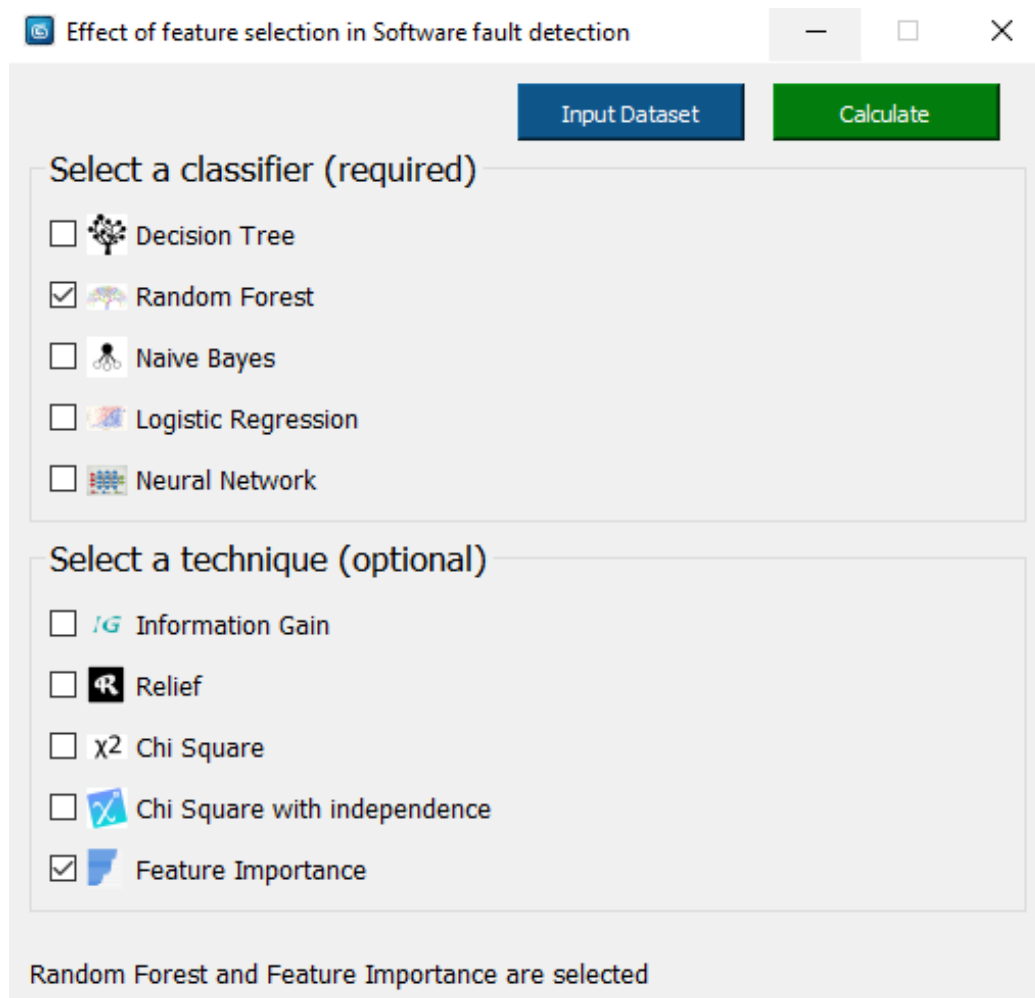 Effect of feature selection in Software fault detection
Input Dataset
Calculate
Select a classifier (required)
Decision Tree
Random Forest
Naive Bayes
Logistic Regression
Neural Network
Select a technique (optional)
IG Information Gain
R Relief
χ2 Chi Square
χ Chi Square with independence
Feature Importance
Random Forest and Feature Importance are selected